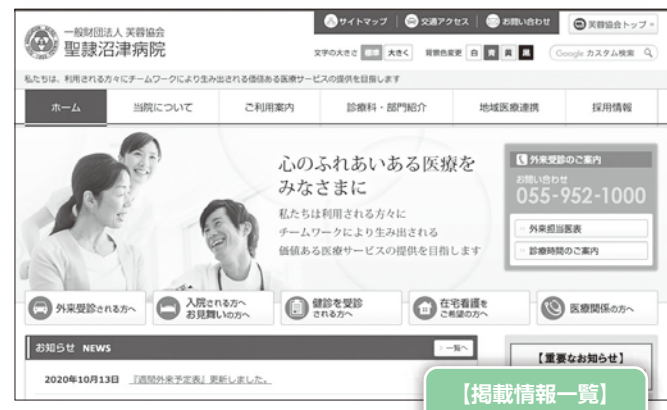 一般財団法人 芙蓉協会
聖隷沼津病院
サイトマップ
交通アクセス
お問い合わせ
芙蓉協会トップ
文字の大きさ 標準 大きく 背景色変更 白 青 黄 黒 Google カスタム検索
私たちは、利用される方々にチームワークにより生み出される価値ある医療サービスの提供を目指します
ホーム
当院について
ご利用案内
診療科・部門紹介
地域医療連携
採用情報
心のふれあいある医療を
みなさまに
私たちは利用される方々に
チームワークにより生み出される
価値ある医療サービスの提供を目指します
外来受診のご案内
お問い合わせ
055-952-1000
外来担当医表
診療時間のご案内
外来受診される方へ
入院される方へ
お見舞いの方へ
健診を受診
される方へ
在宅看護を
ご希望の方へ
医療関係の方へ
お知らせ NEWS
一覧へ
2020年10月13日 『週間外来予定表』更新しました。
【重要なお知らせ】
【掲載情報一覧】